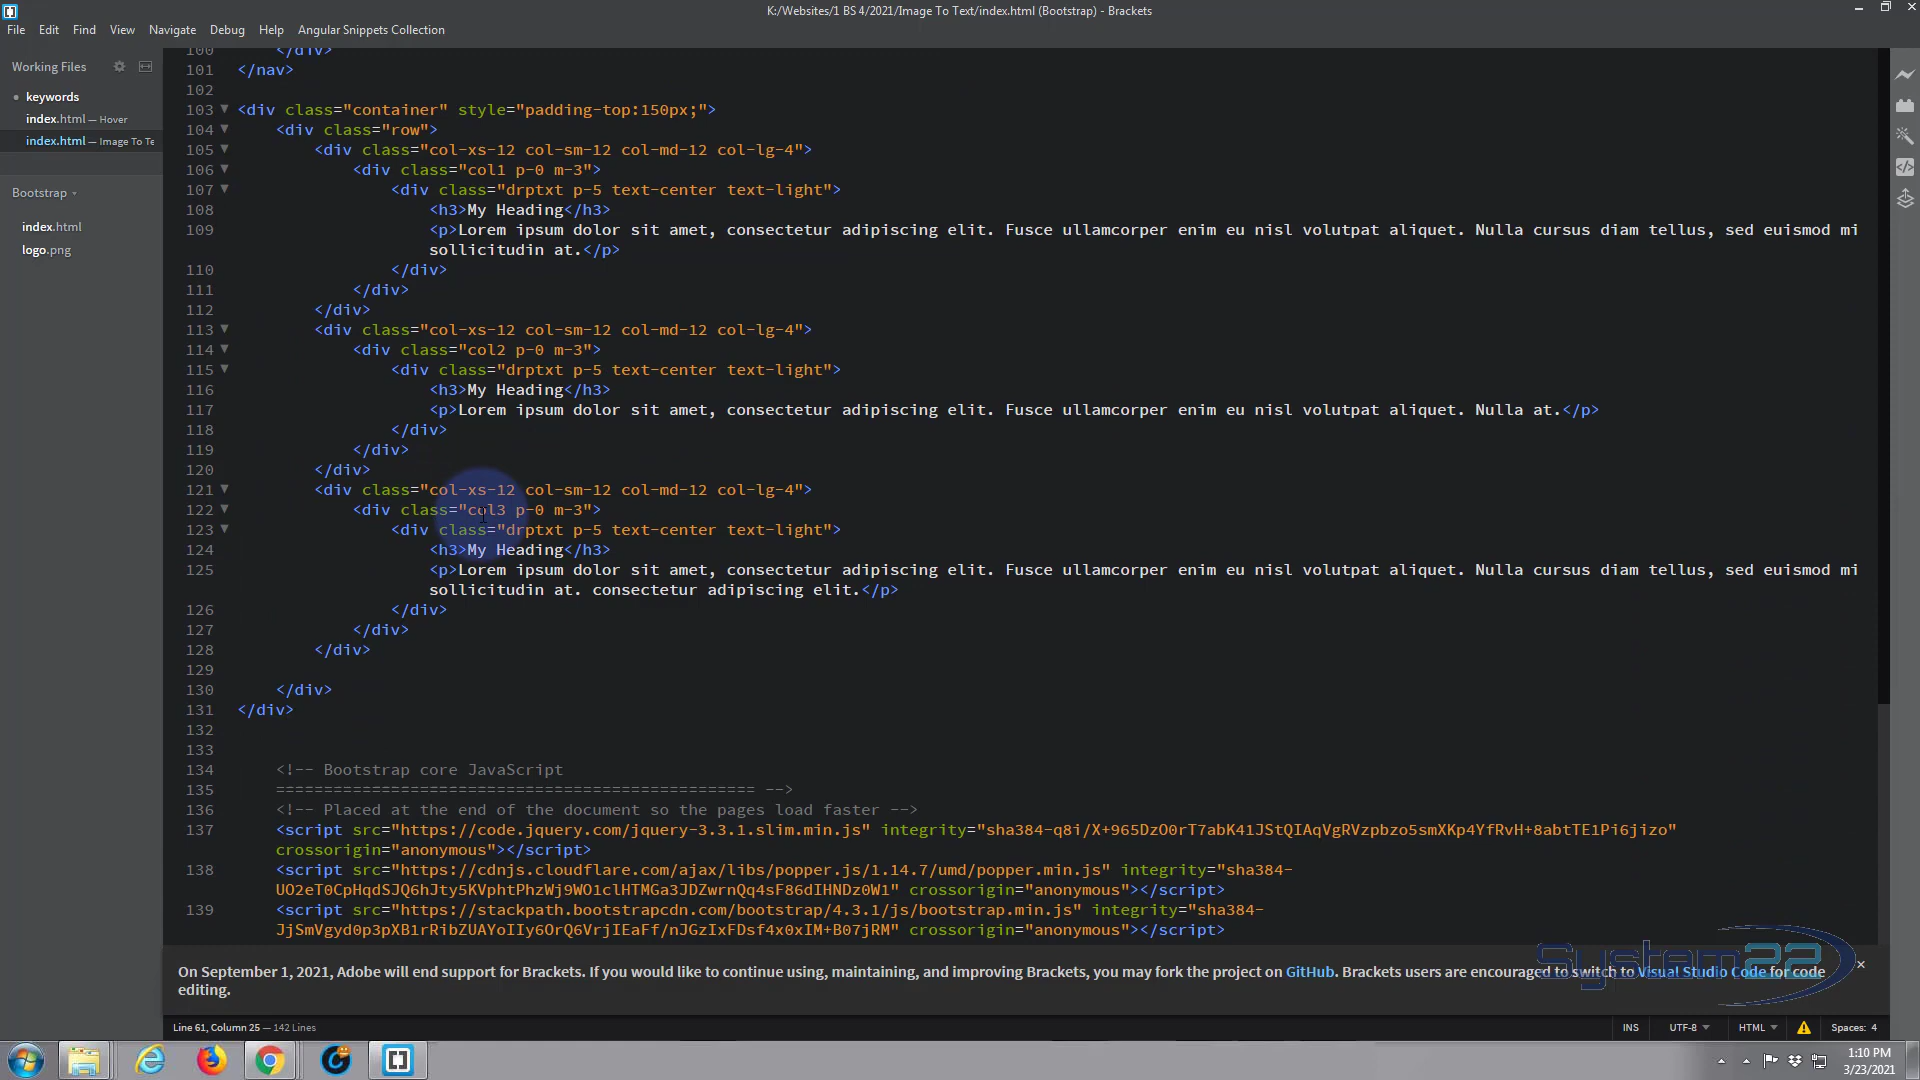 K:/Websites/1 BS 4/2021/Image To Text/index.html (Bootstrap) - Brackets
File Edit Find View Navigate Debug Help Angular Snippets Collection
Working Files
keywords
index.html — Hover
index.html — Image To Te
Bootstrap
index.html
logo.png
100 </div>
101 </nav>
102
103 <div class="container" style="padding-top:150px;">
104 <div class="row">
105 <div class="col-xs-12 col-sm-12 col-md-12 col-lg-4">
106 <div class="col1 p-0 m-3">
107 <div class="drptxt p-5 text-center text-light">
108 <h3>My Heading</h3>
109 <p>Lorem ipsum dolor sit amet, consectetur adipiscing elit. Fusce ullamcorper enim eu nisl volutpat aliquet. Nulla cursus diam tellus, sed euismod mi
sollicitudin at.</p>
110 </div>
111 </div>
112 </div>
113 <div class="col-xs-12 col-sm-12 col-md-12 col-lg-4">
114 <div class="col2 p-0 m-3">
115 <div class="drptxt p-5 text-center text-light">
116 <h3>My Heading</h3>
117 <p>Lorem ipsum dolor sit amet, consectetur adipiscing elit. Fusce ullamcorper enim eu nisl volutpat aliquet. Nulla at.</p>
118 </div>
119 </div>
120 </div>
121 <div class="col-xs-12 col-sm-12 col-md-12 col-lg-4">
122 <div class="col3 p-0 m-3">
123 <div class="drptxt p-5 text-center text-light">
124 <h3>My Heading</h3>
125 <p>Lorem ipsum dolor sit amet, consectetur adipiscing elit. Fusce ullamcorper enim eu nisl volutpat aliquet. Nulla cursus diam tellus, sed euismod mi
sollicitudin at. consectetur adipiscing elit.</p>
126 </div>
127 </div>
128 </div>
129
130 </div>
131 </div>
132
133
134 <!-- Bootstrap core JavaScript
135 ================================================== -->
136 <!-- Placed at the end of the document so the pages load faster -->
137 <script src="https://code.jquery.com/jquery-3.3.1.slim.min.js" integrity="sha384-q8i/X+965DzO0rT7abK41JStQIAqVgRVzpbzo5smXKp4YfRvH+8abtTE1Pi6jizo"
crossorigin="anonymous"></script>
138 <script src="https://cdnjs.cloudflare.com/ajax/libs/popper.js/1.14.7/umd/popper.min.js" integrity="sha384-
UO2eT0CpHqdSJQ6hJty5KVphtPhzWj9WO1clHTMGa3JDZwrnQq4sF86dIHNDz0W1" crossorigin="anonymous"></script>
139 <script src="https://stackpath.bootstrapcdn.com/bootstrap/4.3.1/js/bootstrap.min.js" integrity="sha384-
JjSmVgyd0p3pXB1rRibZUAYoIIy6OrQ6VrjIEaFf/nJGzIxFDsf4x0xIM+B07jRM" crossorigin="anonymous"></script>
On September 1, 2021, Adobe will end support for Brackets. If you would like to continue using, maintaining, and improving Brackets, you may fork the project on GitHub. Brackets users are encouraged to switch to Visual Studio Code for code
editing.
System22
Line 61, Column 25 — 142 Lines
INS UTF-8 HTML Spaces: 4
1:10 PM
3/23/2021